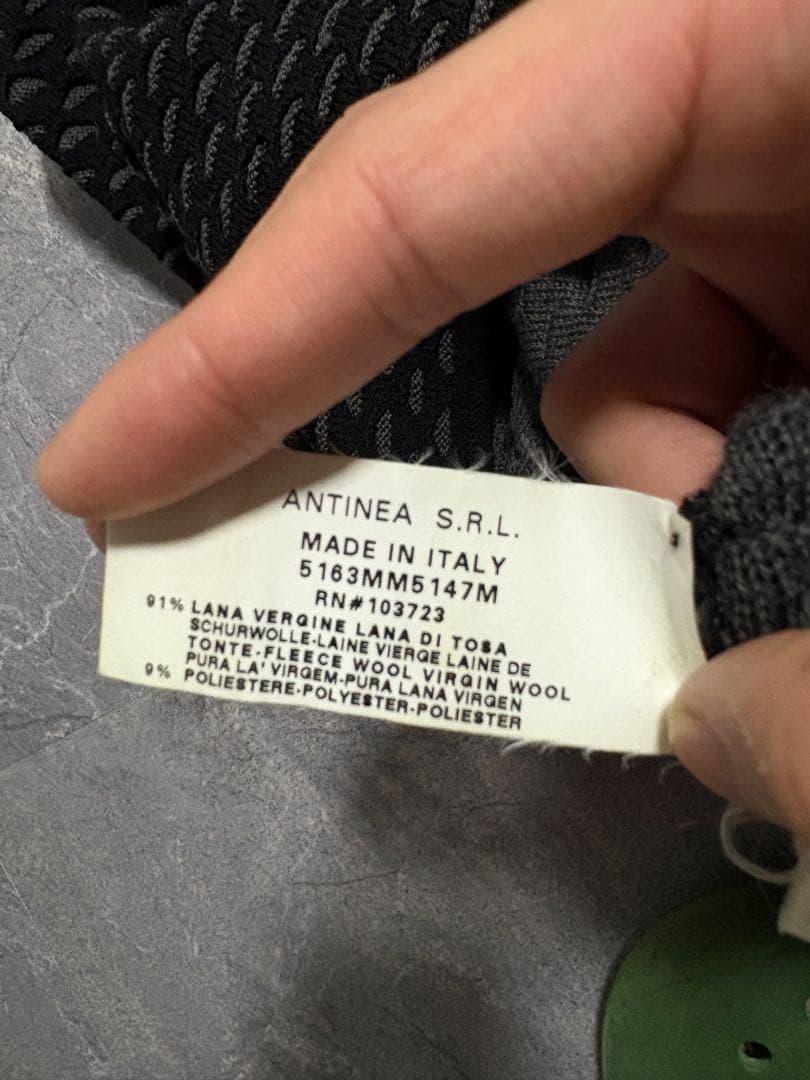 ANTINEA S.R.L.
MADE IN ITALY
5163MM5147M
RN#103723
91% LANA VERGINE LANA DI TOSA
SCHURWOLLE-LAINE VIERGE LAINE DE
TONTE-FLEECE WOOL VIRGIN WOOL
PURA LA' VIRGEM-PURA LANA VIRGEN
9% POLIESTERE-POLYESTER-POLIESTER